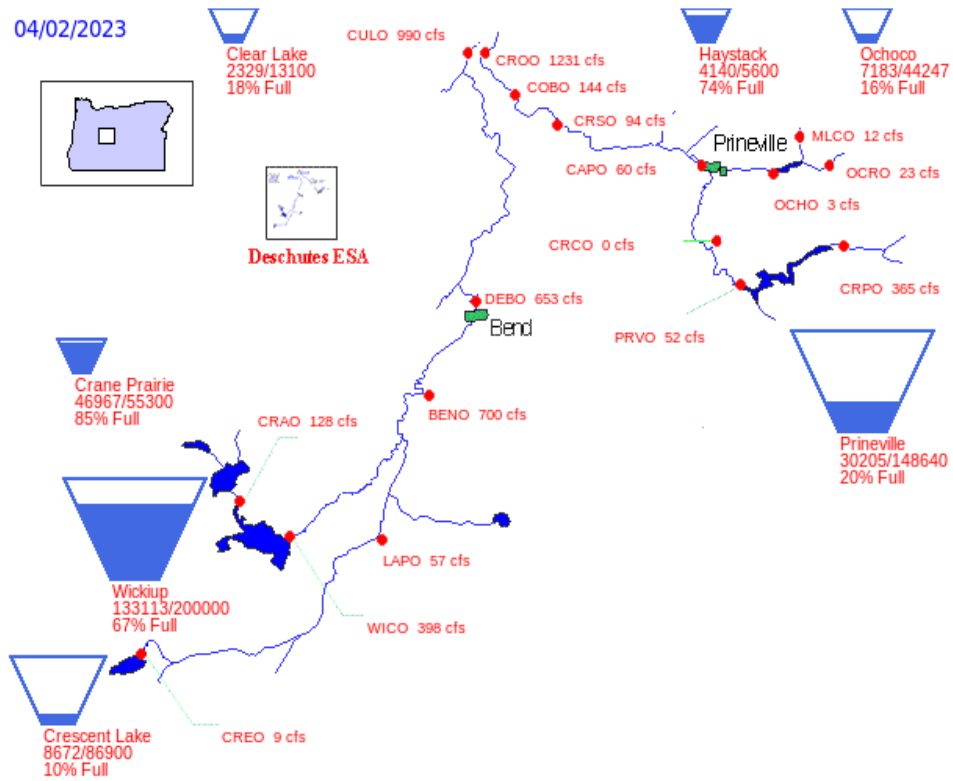 04/02/2023
Clear Lake
2329/13100
18% Full
CULO 990 cfs
CROO 1231 cfs
COBO 144 cfs
CRSO 94 cfs
Haystack
4140/5600
74% Full
Ochoco
7183/44247
16% Full
Prineville
MLCO 12 cfs
CAPO 60 cfs
OCRO 23 cfs
OCHO 3 cfs
Deschutes ESA
CRCO 0 cfs
CRPO 365 cfs
DEBO 653 cfs
Bend
PRVO 52 cfs
Crane Prairie
46967/55300
85% Full
CRAO 128 cfs
BENO 700 cfs
Prineville
30205/148640
20% Full
LAPO 57 cfs
Wickiup
133113/200000
67% Full
WICO 398 cfs
Crescent Lake
8672/86900
10% Full
CREO 9 cfs